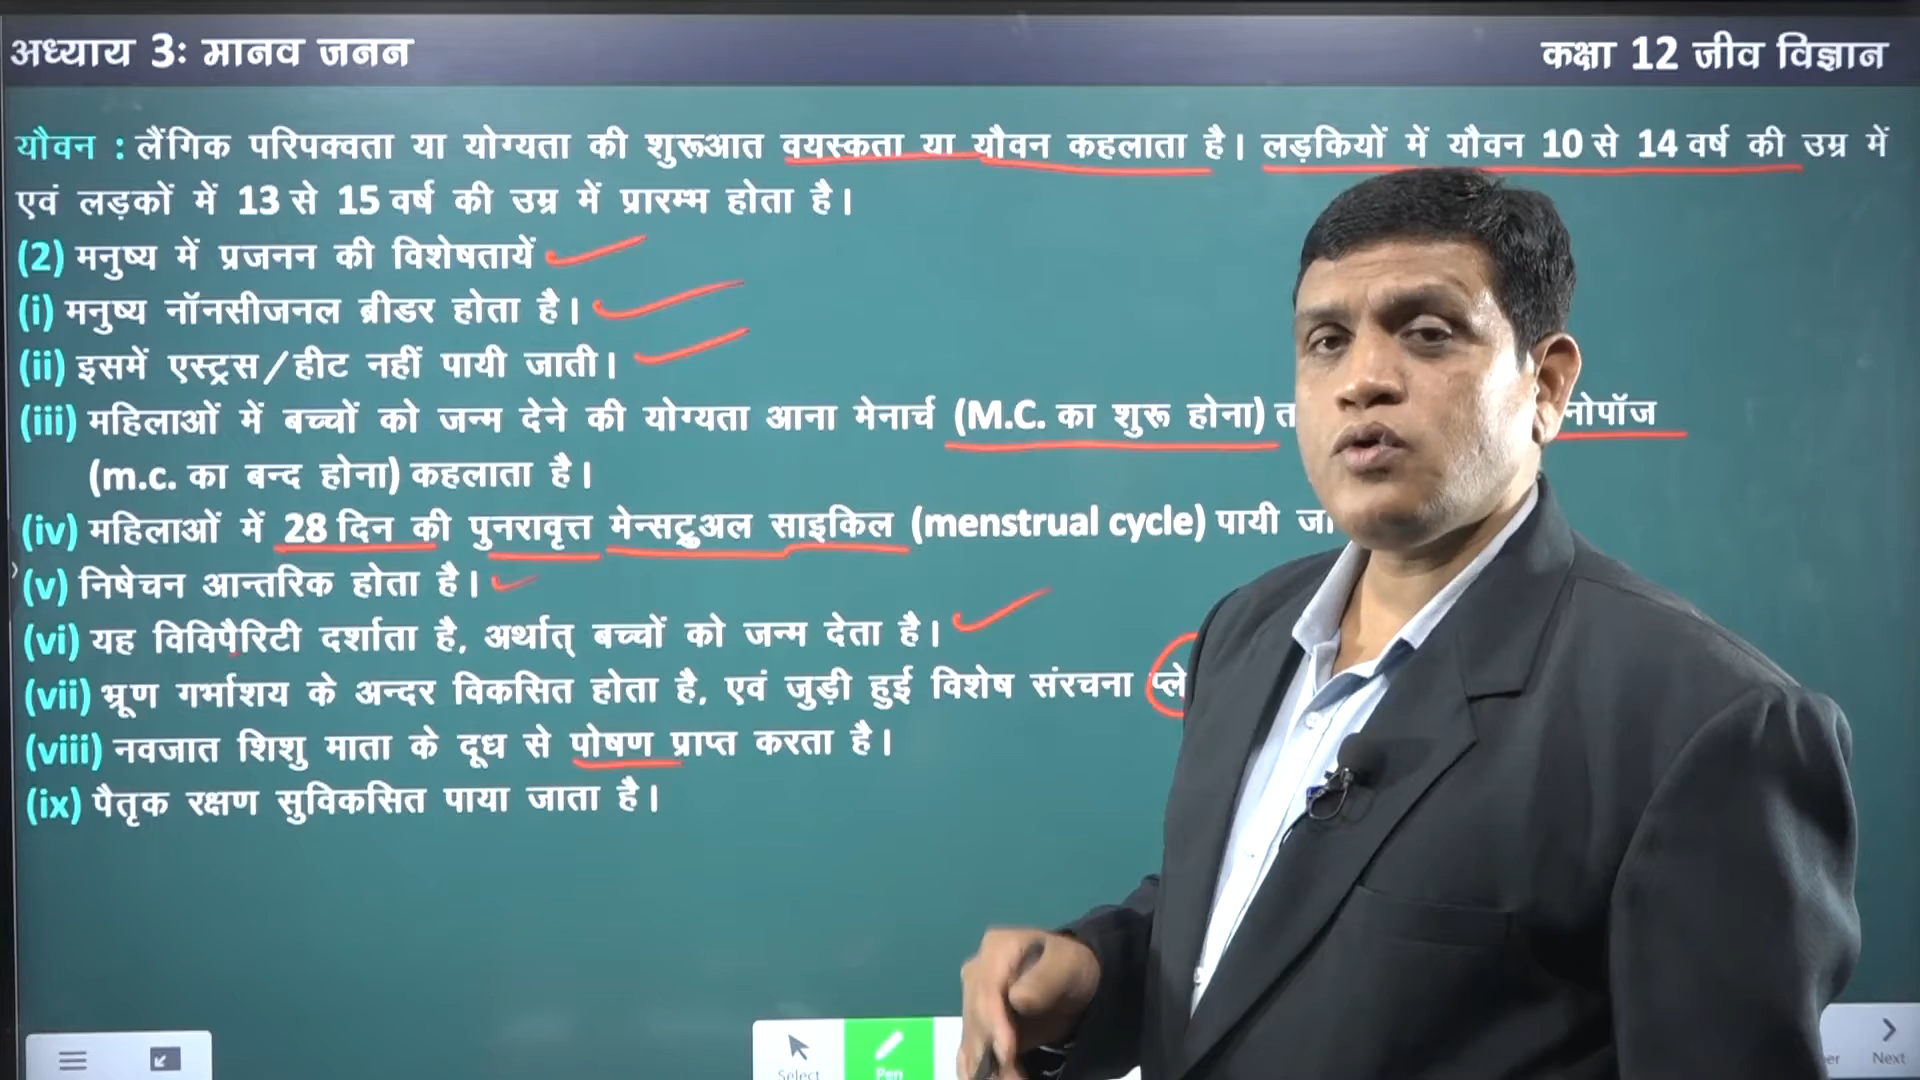 अध्याय 3ः मानव जनन
कक्षा 12 जीव विज्ञान
यौवन : लैंगिक परिपक्वता या योग्यता की शुरूआत वयस्कता या यौवन कहलाता है। लड़कियों में यौवन 10 से 14 वर्ष की उम्र में
एवं लड़कों में 13 से 15 वर्ष की उम्र में प्रारम्भ होता है।
(2) मनुष्य में प्रजनन की विशेषतायें
(i) मनुष्य नॉनसीजनल ब्रीडर होता है।
(ii) इसमें एस्ट्रस/हीट नहीं पायी जाती।
(iii) महिलाओं में बच्चों को जन्म देने की योग्यता आना मेनार्च (M.C. का शुरू होना)
(m.c. का बन्द होना) कहलाता है।
(iv) महिलाओं में 28 दिन की पुनरावृत्त मेन्सट्रुअल साइकिल (menstrual cycle) पायी
(v) निषेचन आन्तरिक होता है।
(vi) यह विविपैरिटी दर्शाता है, अर्थात् बच्चों को जन्म देता है।
(vii) भ्रूण गर्भाशय के अन्दर विकसित होता है, एवं जुड़ी हुई विशेष संरचना
(viii) नवजात शिशु माता के दूध से पोषण प्राप्त करता है।
(ix) पैतृक रक्षण सुविकसित पाया जाता है।
Select
Pen
Next